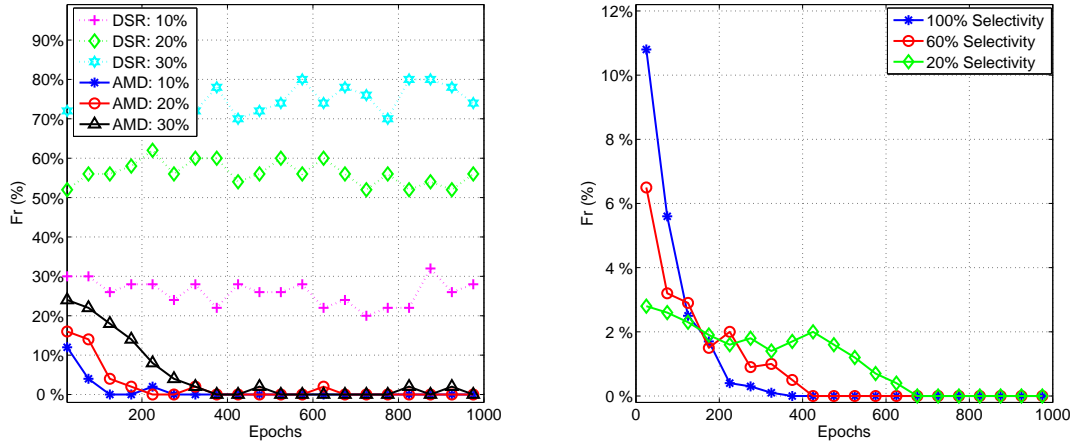 90%
80%
70%
60%
50%
40%
30%
20%
10%
0 %
Fr (%)
DSR: 10%
DSR: 20%
DSR: 30%
AMD: 10%
AMD: 20%
AMD: 30%
200
400
600
800
1000
Epochs
12%
10%
8 %
6 %
4 %
2 %
0 %
Fr (%)
100% Selectivity
60% Selectivity
20% Selectivity
0
200
400
600
800
1000
Epochs